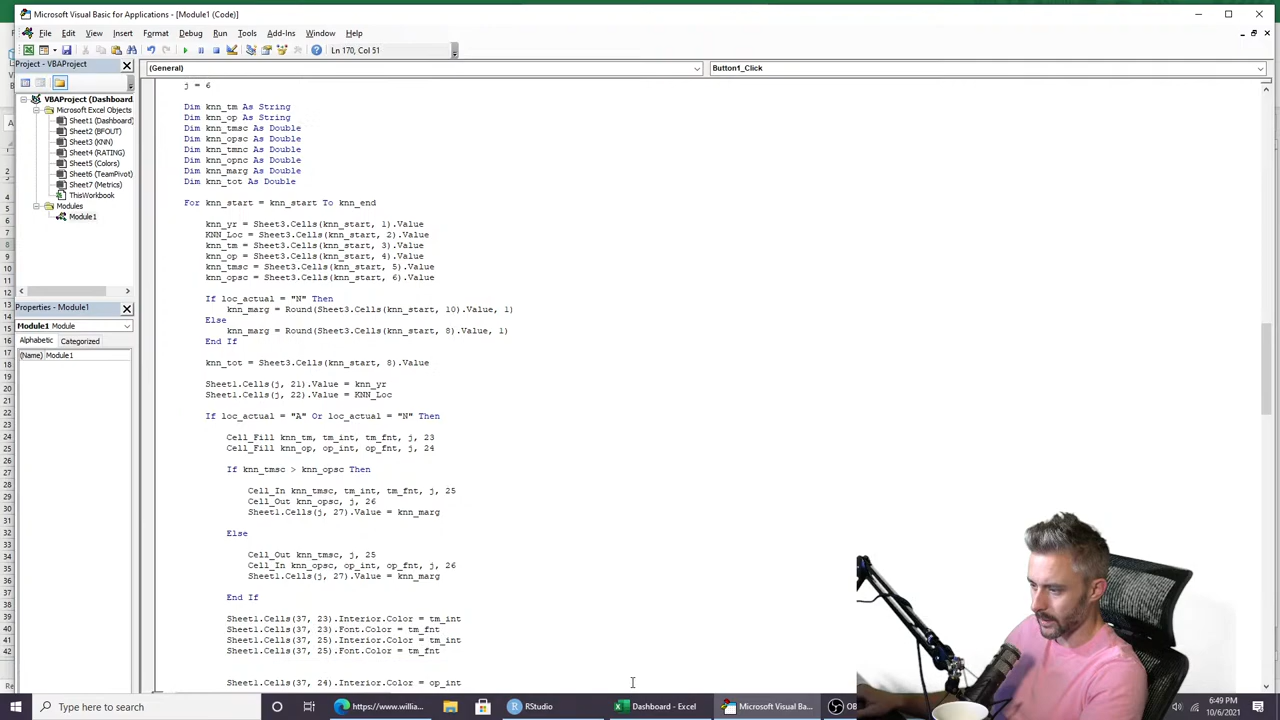 Microsoft Visual Basic for Applications - [Module1 (Code)]
File Edit View Insert Format Debug Run Tools Add-Ins Window Help
Ln 170, Col 51
Project - VBAProject
(General)
Button1_Click
VBAProject (Dashboard
Microsoft Excel Objects
Sheet1 (Dashboard)
Sheet2 (BFOUT)
Sheet3 (KNN)
Sheet4 (RATING)
Sheet5 (Colors)
Sheet6 (TeamPivot)
Sheet7 (Metrics)
ThisWorkbook
Modules
Module1
Properties - Module1
Module1 Module
Alphabetic Categorized
(Name) Module1
j = 6
Dim knn_tm As String
Dim knn_op As String
Dim knn_tmsc As Double
Dim knn_opsc As Double
Dim knn_tmnc As Double
Dim knn_opnc As Double
Dim knn_marg As Double
Dim knn_tot As Double
For knn_start = knn_start To knn_end
knn_yr = Sheet3.Cells(knn_start, 1).Value
KNN_Loc = Sheet3.Cells(knn_start, 2).Value
knn_tm = Sheet3.Cells(knn_start, 3).Value
knn_op = Sheet3.Cells(knn_start, 4).Value
knn_tmsc = Sheet3.Cells(knn_start, 5).Value
knn_opsc = Sheet3.Cells(knn_start, 6).Value
If loc_actual = "N" Then
knn_marg = Round(Sheet3.Cells(knn_start, 10).Value, 1)
Else
knn_marg = Round(Sheet3.Cells(knn_start, 8).Value, 1)
End If
knn_tot = Sheet3.Cells(knn_start, 8).Value
Sheet1.Cells(j, 21).Value = knn_yr
Sheet1.Cells(j, 22).Value = KNN_Loc
If loc_actual = "A" Or loc_actual = "N" Then
Cell_Fill knn_tm, tm_int, tm_fnt, j, 23
Cell_Fill knn_op, op_int, op_fnt, j, 24
If knn_tmsc > knn_opsc Then
Cell_In knn_tmsc, tm_int, tm_fnt, j, 25
Cell_Out knn_opsc, j, 26
Sheet1.Cells(j, 27).Value = knn_marg
Else
Cell_Out knn_tmsc, j, 25
Cell_In knn_opsc, op_int, op_fnt, j, 26
Sheet1.Cells(j, 27).Value = knn_marg
End If
Sheet1.Cells(37, 23).Interior.Color = tm_int
Sheet1.Cells(37, 23).Font.Color = tm_fnt
Sheet1.Cells(37, 25).Interior.Color = tm_int
Sheet1.Cells(37, 25).Font.Color = tm_fnt
Sheet1.Cells(37, 24).Interior.Color = op_int
Type here to search
https://www.willia...
RStudio
Dashboard - Excel
Microsoft Visual Ba...
6:49 PM
10/6/2021